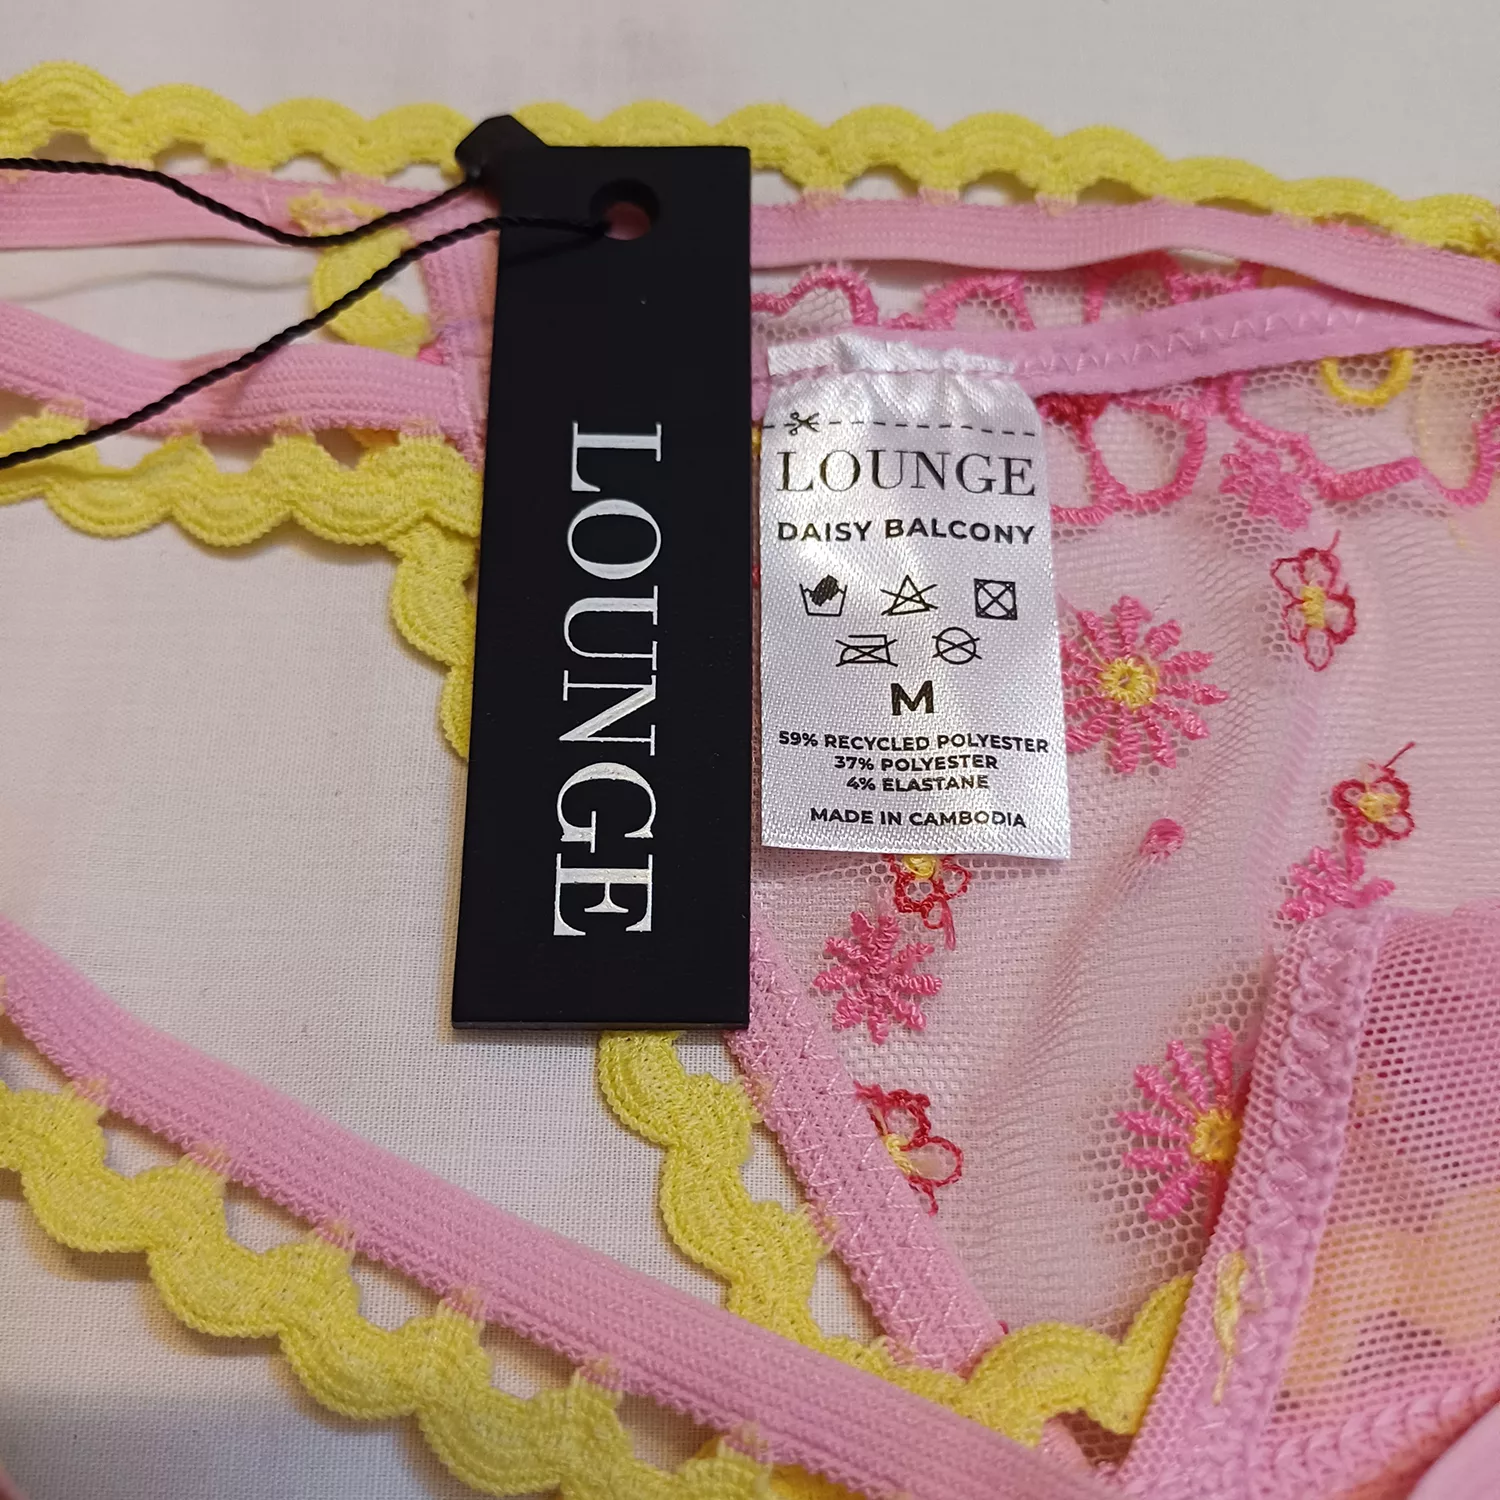 LOUNGE
LOUNGE
DAISY BALCONY
M
59% RECYCLED POLYESTER
37% POLYESTER
4% ELASTANE
MADE IN CAMBODIA